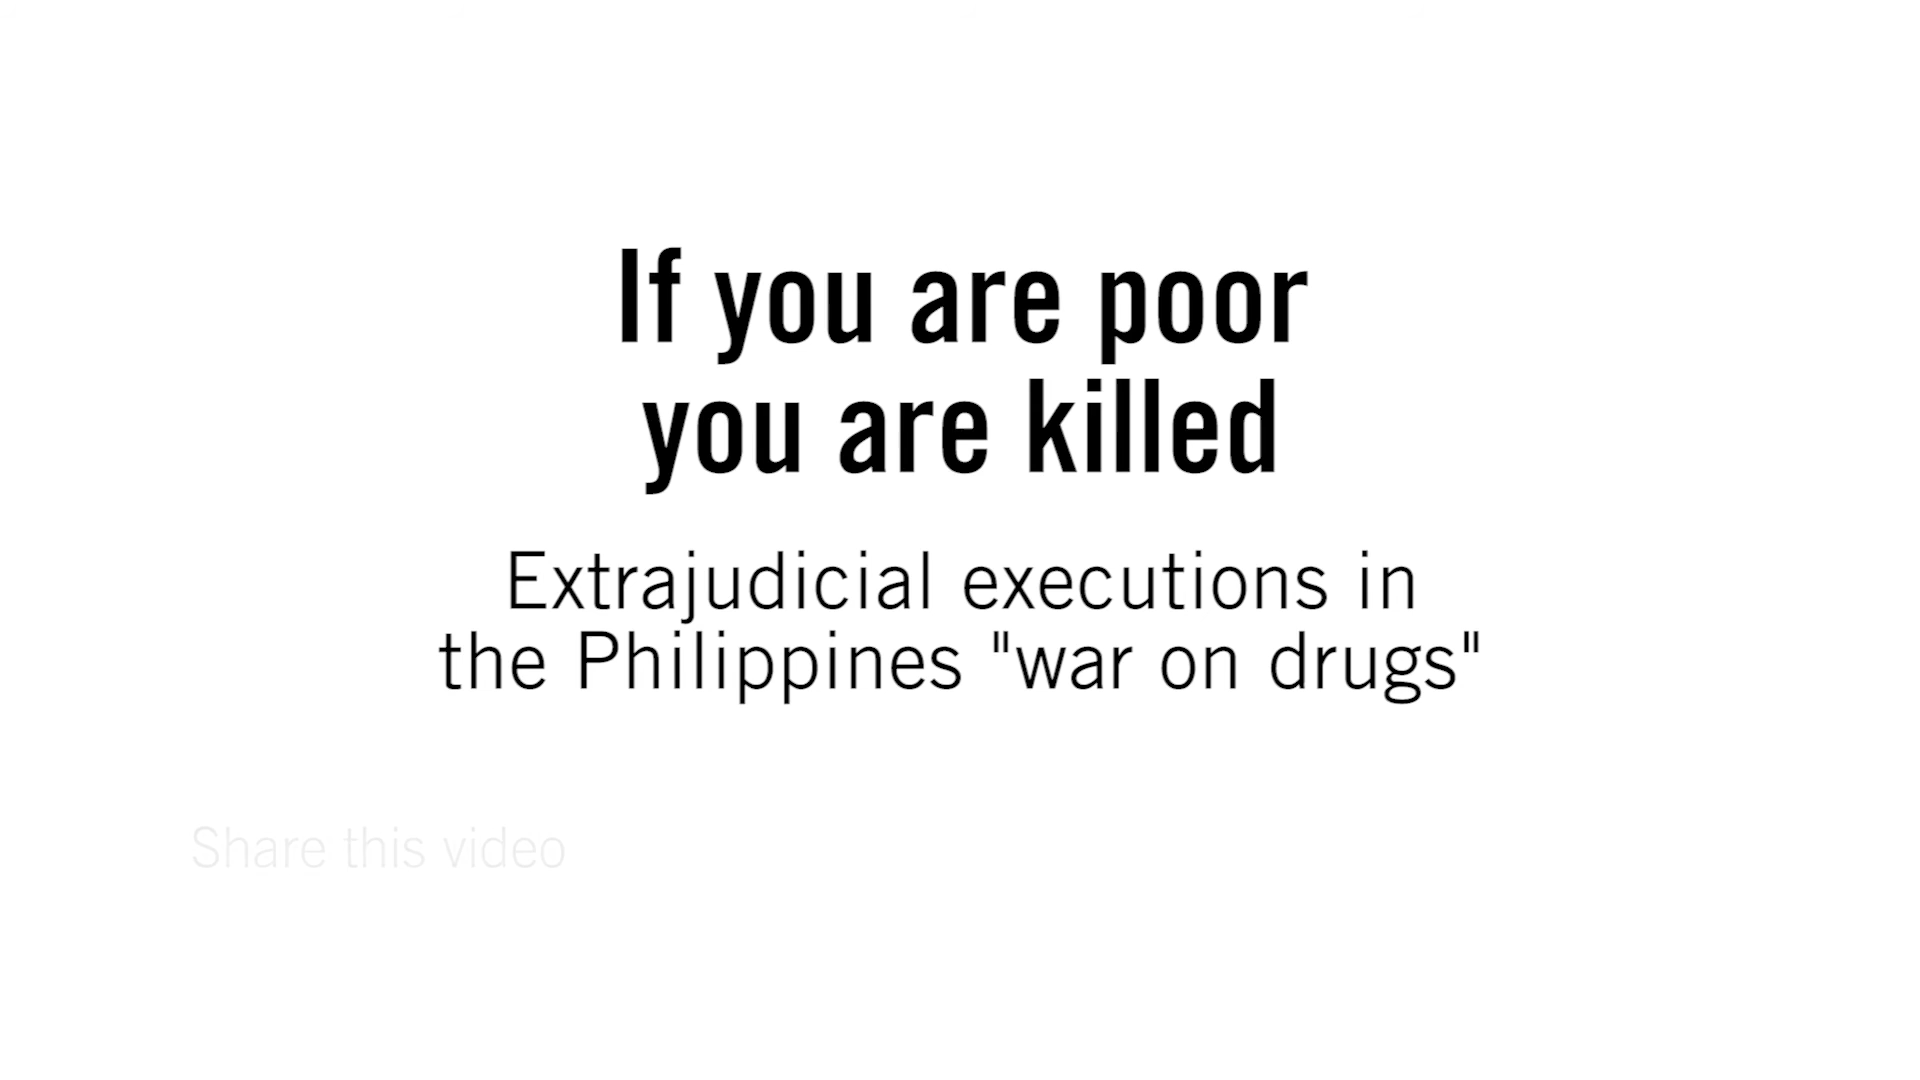 If you are poor
you are killed
Extrajudicial executions in
the Philippines "war on drugs"
Share this video